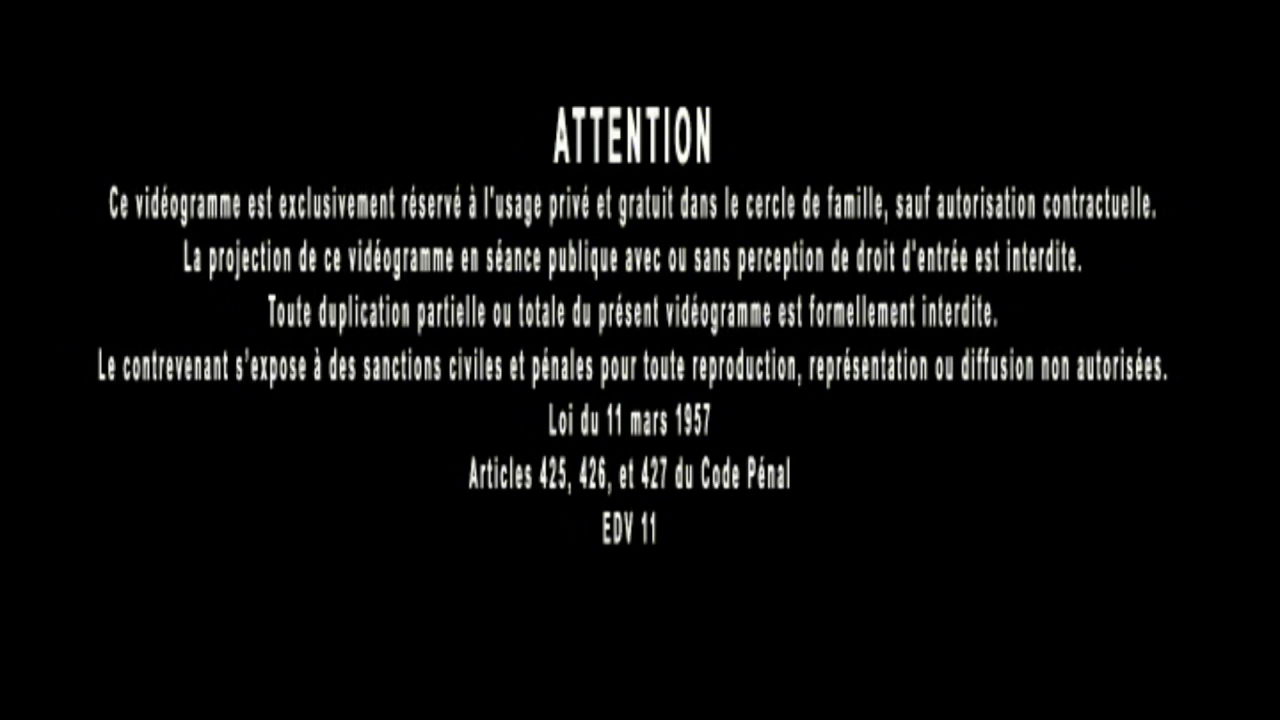 ATTENTION
Ce vidéogramme est exclusivement réservé à l'usage privé et gratuit dans le cercle de famille, sauf autorisation contractuelle.
La projection de ce vidéogramme en séance publique avec ou sans perception de droit d'entrée est interdite.
Toute duplication partielle ou totale du présent vidéogramme est formellement interdite.
Le contrevenant s'expose à des sanctions civiles et pénales pour toute reproduction, représentation ou diffusion non autorisées.
Loi du 11 mars 1957
Articles 425, 426, et 427 du Code Pénal
EDV 11